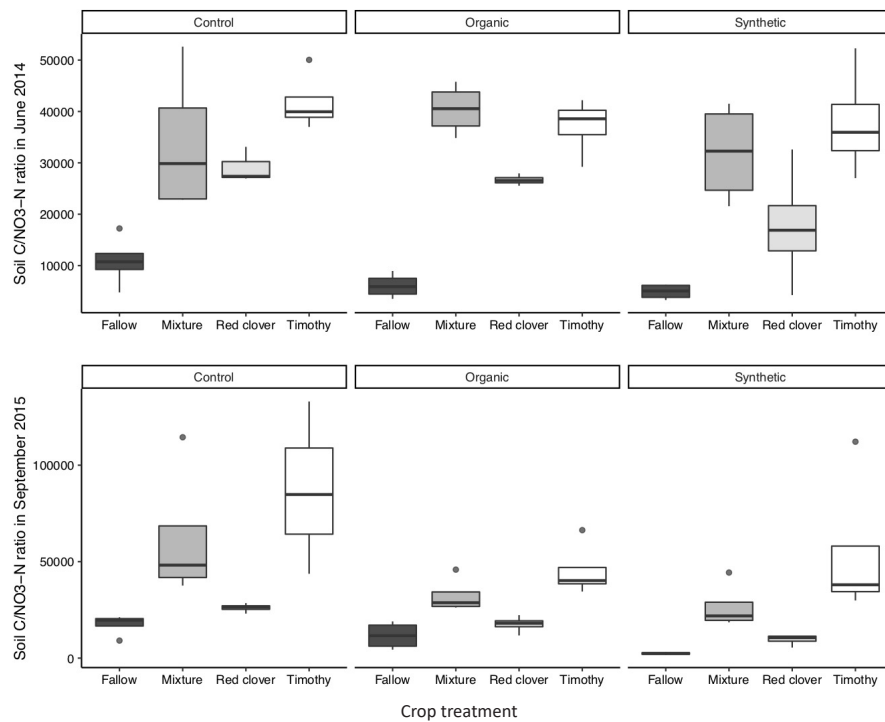 Control Organic Synthetic
Soil C/NO3−N ratio in June 2014
50000
40000
30000
20000
10000
Fallow Mixture Red clover Timothy Fallow Mixture Red clover Timothy Fallow Mixture Red clover Timothy
Control Organic Synthetic
Soil C/NO3−N ratio in September 2015
100000
50000
0
Fallow Mixture Red clover Timothy Fallow Mixture Red clover Timothy Fallow Mixture Red clover Timothy
Crop treatment